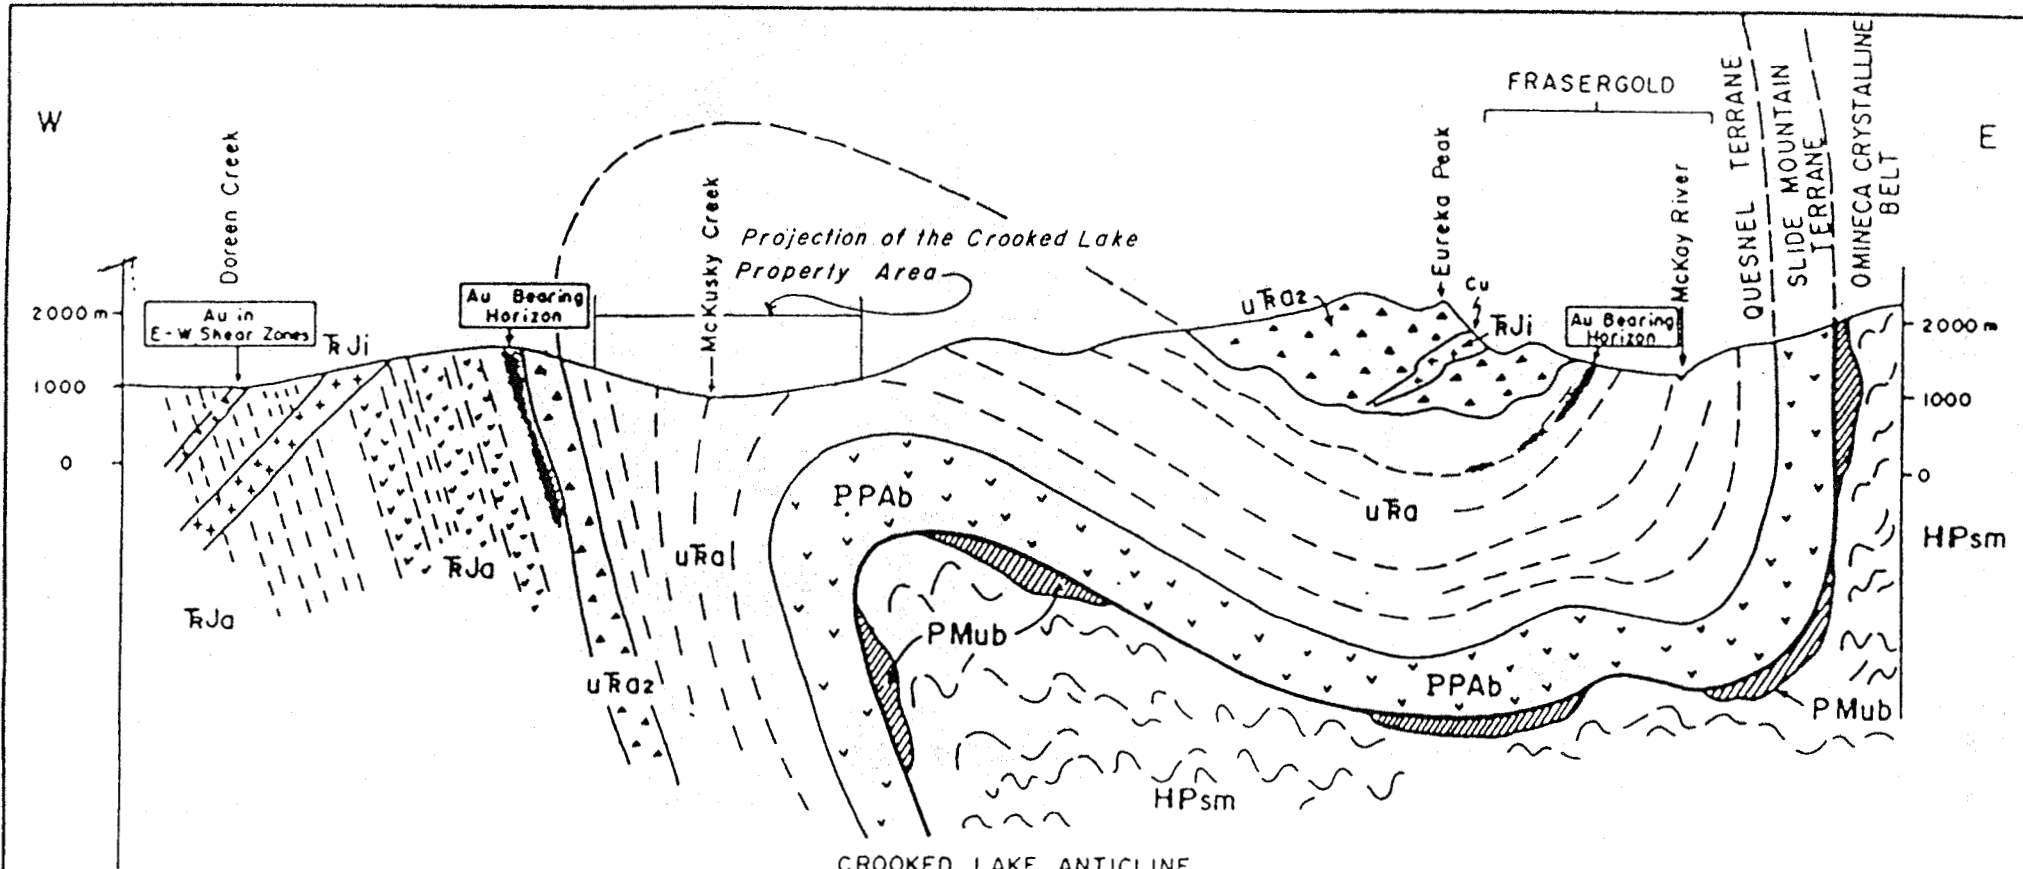 W
E
Doreen Creek
McKusky Creek
Eureka Peak
McKay River
FRASERGOLD
QUESNEL TERRANE
SLIDE MOUNTAIN
TERRANE
OMINECA CRYSTALLINE
BELT
Projection of the Crooked Lake
Property Area
Au in
E-W Shear Zones
Au Bearing
Horizon
Au Bearing
Horizon
Cu
2000 m
1000
0
2000 m
1000
0
TRJi
uTRa2
TRJi
TRJa
TRJa
uTRa2
uTRa
uTRa
PPAb
PPAb
PMub
PMub
HPsm
HPsm
CROOKED LAKE ANTICLINE